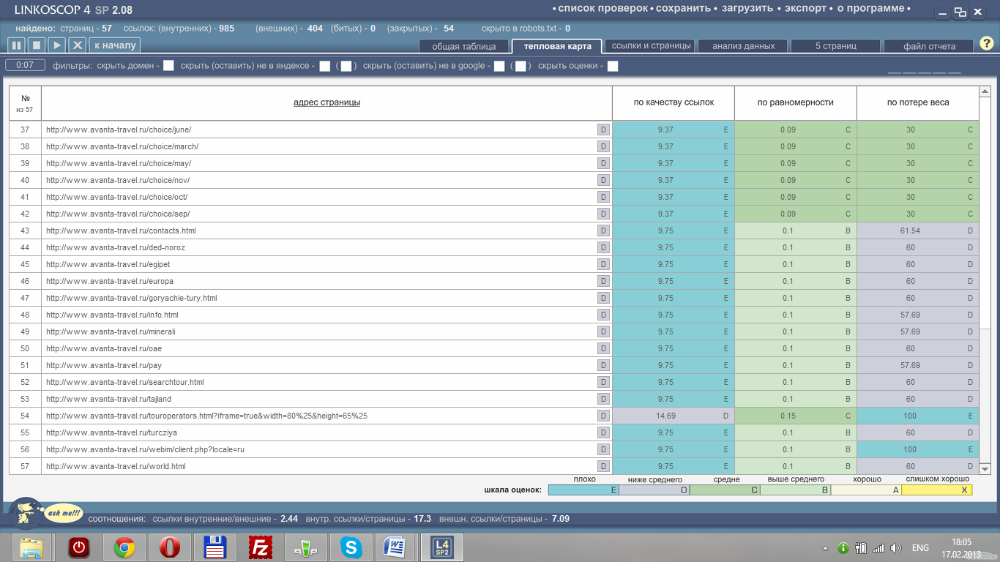 LINKOSCOP 4 SP 2.08
• список проверок • сохранить • загрузить • экспорт • о программе •
найдено: страниц - 57 ссылок: (внутренних) - 985 (внешних) - 404 (битых) - 0 (закрытых) - 54 скрыто в robots.txt - 0
к началу общая таблица тепловая карта ссылки и страницы анализ данных 5 страниц файл отчета ?
0:07 фильтры: скрыть домен - скрыть (оставить) не в яндексе - ( ) скрыть (оставить) не в google - ( ) скрыть оценки -
№ из 57 адрес страницы по качеству ссылок по равномерности по потере веса
37 http://www.avanta-travel.ru/choice/june/ D 9.37 E 0.09 C 30 C
38 http://www.avanta-travel.ru/choice/march/ D 9.37 E 0.09 C 30 C
39 http://www.avanta-travel.ru/choice/may/ D 9.37 E 0.09 C 30 C
40 http://www.avanta-travel.ru/choice/nov/ D 9.37 E 0.09 C 30 C
41 http://www.avanta-travel.ru/choice/oct/ D 9.37 E 0.09 C 30 C
42 http://www.avanta-travel.ru/choice/sep/ D 9.37 E 0.09 C 30 C
43 http://www.avanta-travel.ru/contacts.html D 9.75 E 0.1 B 61.54 D
44 http://www.avanta-travel.ru/ded-noroz D 9.75 E 0.1 B 60 D
45 http://www.avanta-travel.ru/egipet D 9.75 E 0.1 B 60 D
46 http://www.avanta-travel.ru/europa D 9.75 E 0.1 B 60 D
47 http://www.avanta-travel.ru/goryachie-tury.html D 9.75 E 0.1 B 60 D
48 http://www.avanta-travel.ru/info.html D 9.75 E 0.1 B 57.69 D
49 http://www.avanta-travel.ru/minerali D 9.75 E 0.1 B 57.69 D
50 http://www.avanta-travel.ru/oae D 9.75 E 0.1 B 60 D
51 http://www.avanta-travel.ru/pay D 9.75 E 0.1 B 57.69 D
52 http://www.avanta-travel.ru/searchtour.html D 9.75 E 0.1 B 60 D
53 http://www.avanta-travel.ru/tajland D 9.75 E 0.1 B 60 D
54 http://www.avanta-travel.ru/touroperators.html?iframe=true&width=80%25&height=65%25 D 14.69 D 0.15 C 100 E
55 http://www.avanta-travel.ru/turcziya D 9.75 E 0.1 B 60 D
56 http://www.avanta-travel.ru/webim/client.php?locale=ru D 9.75 E 0.1 B 100 E
57 http://www.avanta-travel.ru/world.html D 9.75 E 0.1 B 60 D
плохо ниже среднего средне выше среднего хорошо слишком хорошо
шкала оценок: E D C B A X
ask me!!!
соотношения: ссылки внутренние/внешние - 2.44 внутр. ссылки/страницы - 17.3 внешн. ссылки/страницы - 7.09
L4 SP2
ENG
18:05
17.02.2013